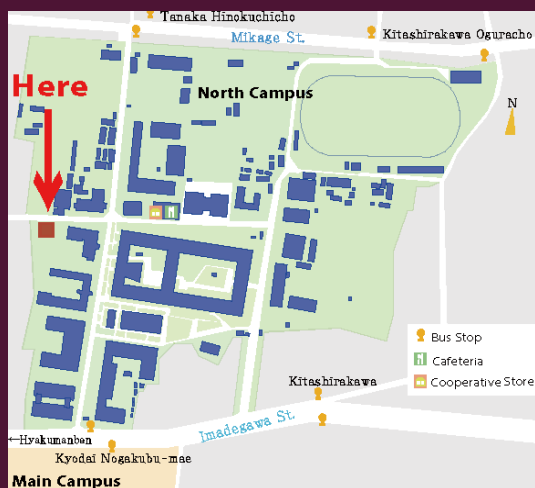 Tanaka Hinokuchicho
Mikage St.
Kitashirakawa Oguracho
Here
North Campus
N
Bus Stop
Cafeteria
Cooperative Store
Kitashirakawa
Imadegawa St.
←Hyakumanben
Kyodai Nogakubu-mae
Main Campus